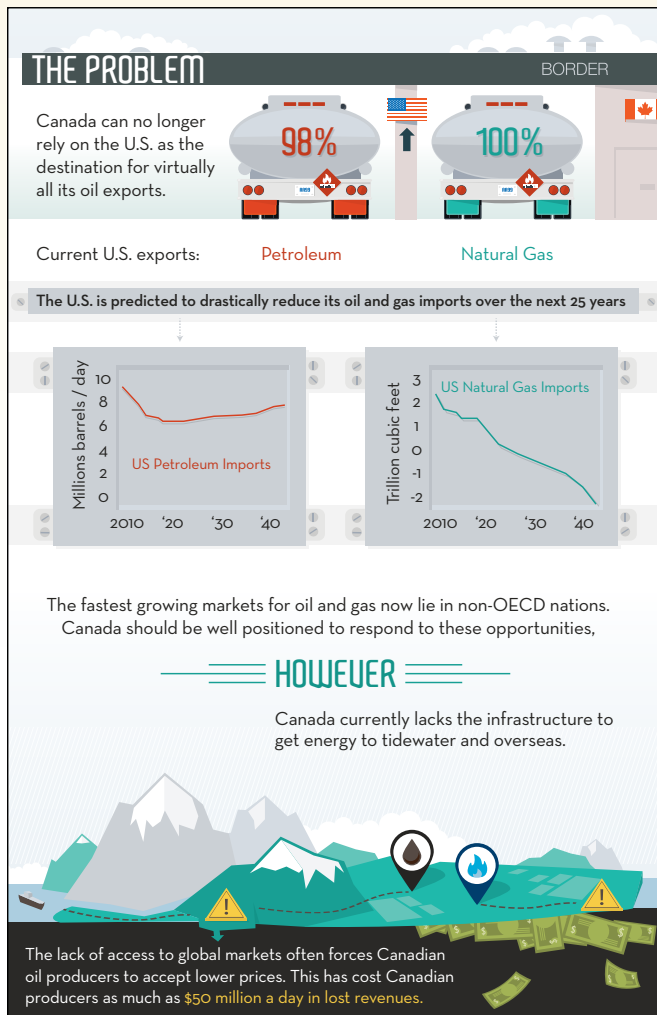 THE PROBLEM
BORDER
Canada can no longer
rely on the U.S. as the
destination for virtually
all its oil exports.
98%
100%
Current U.S. exports:
Petroleum
Natural Gas
The U.S. is predicted to drastically reduce its oil and gas imports over the next 25 years
Millions barrels / day
10
8
6
4
2
0
US Petroleum Imports
2010 '20 '30 '40
Trillion cubic feet
3
2
1
0
-1
-2
US Natural Gas Imports
2010 '20 '30 '40
The fastest growing markets for oil and gas now lie in non-OECD nations.
Canada should be well positioned to respond to these opportunities,
HOWEVER
Canada currently lacks the infrastructure to
get energy to tidewater and overseas.
!
!
The lack of access to global markets often forces Canadian
oil producers to accept lower prices. This has cost Canadian
producers as much as $50 million a day in lost revenues.